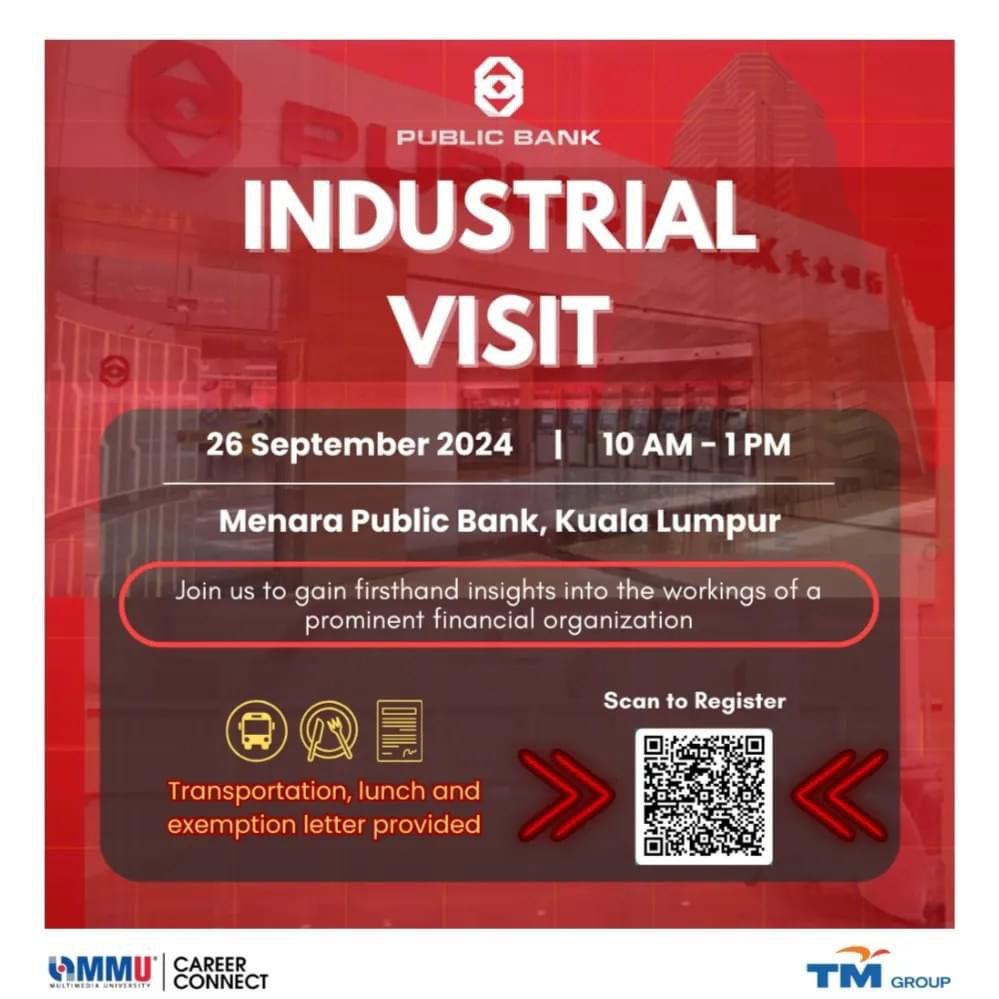 PUBLIC BANK
INDUSTRIAL
VISIT
26 September 2024 | 10 AM - 1 PM
Menara Public Bank, Kuala Lumpur
Join us to gain firsthand insights into the workings of a
prominent financial organization
Scan to Register
Transportation, lunch and
exemption letter provided
MMU
MULTIMEDIA UNIVERSITY
CAREER
CONNECT
TM GROUP